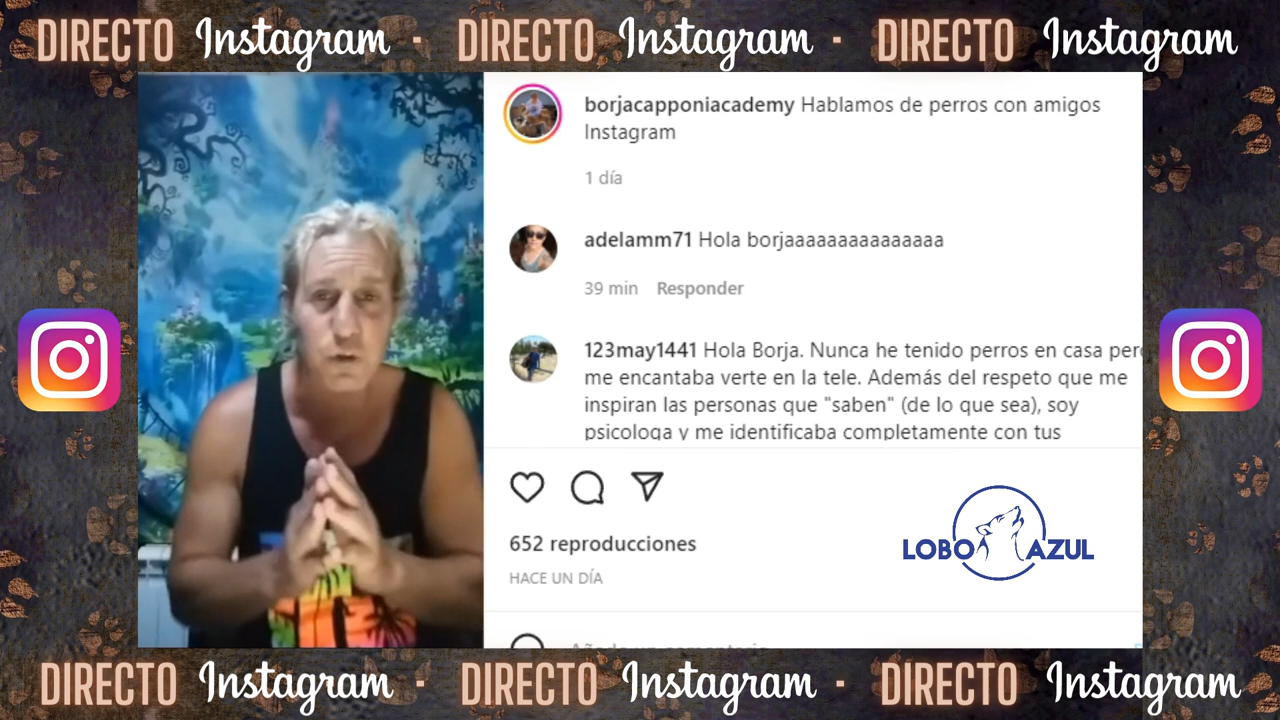 DIRECTO Instagram · DIRECTO Instagram · DIRECTO Instagram
borjacapponiacademy Hablamos de perros con amigos
Instagram
1 día
adelamm71 Hola borjaaaaaaaaaaaaaaa
39 min Responder
123may1441 Hola Borja. Nunca he tenido perros en casa pero
me encantaba verte en la tele. Además del respeto que me
inspiran las personas que "saben" (de lo que sea), soy
psicologa y me identificaba completamente con tus
652 reproducciones
HACE UN DÍA
LOBO AZUL
DIRECTO Instagram · DIRECTO Instagram · DIRECTO Instagram